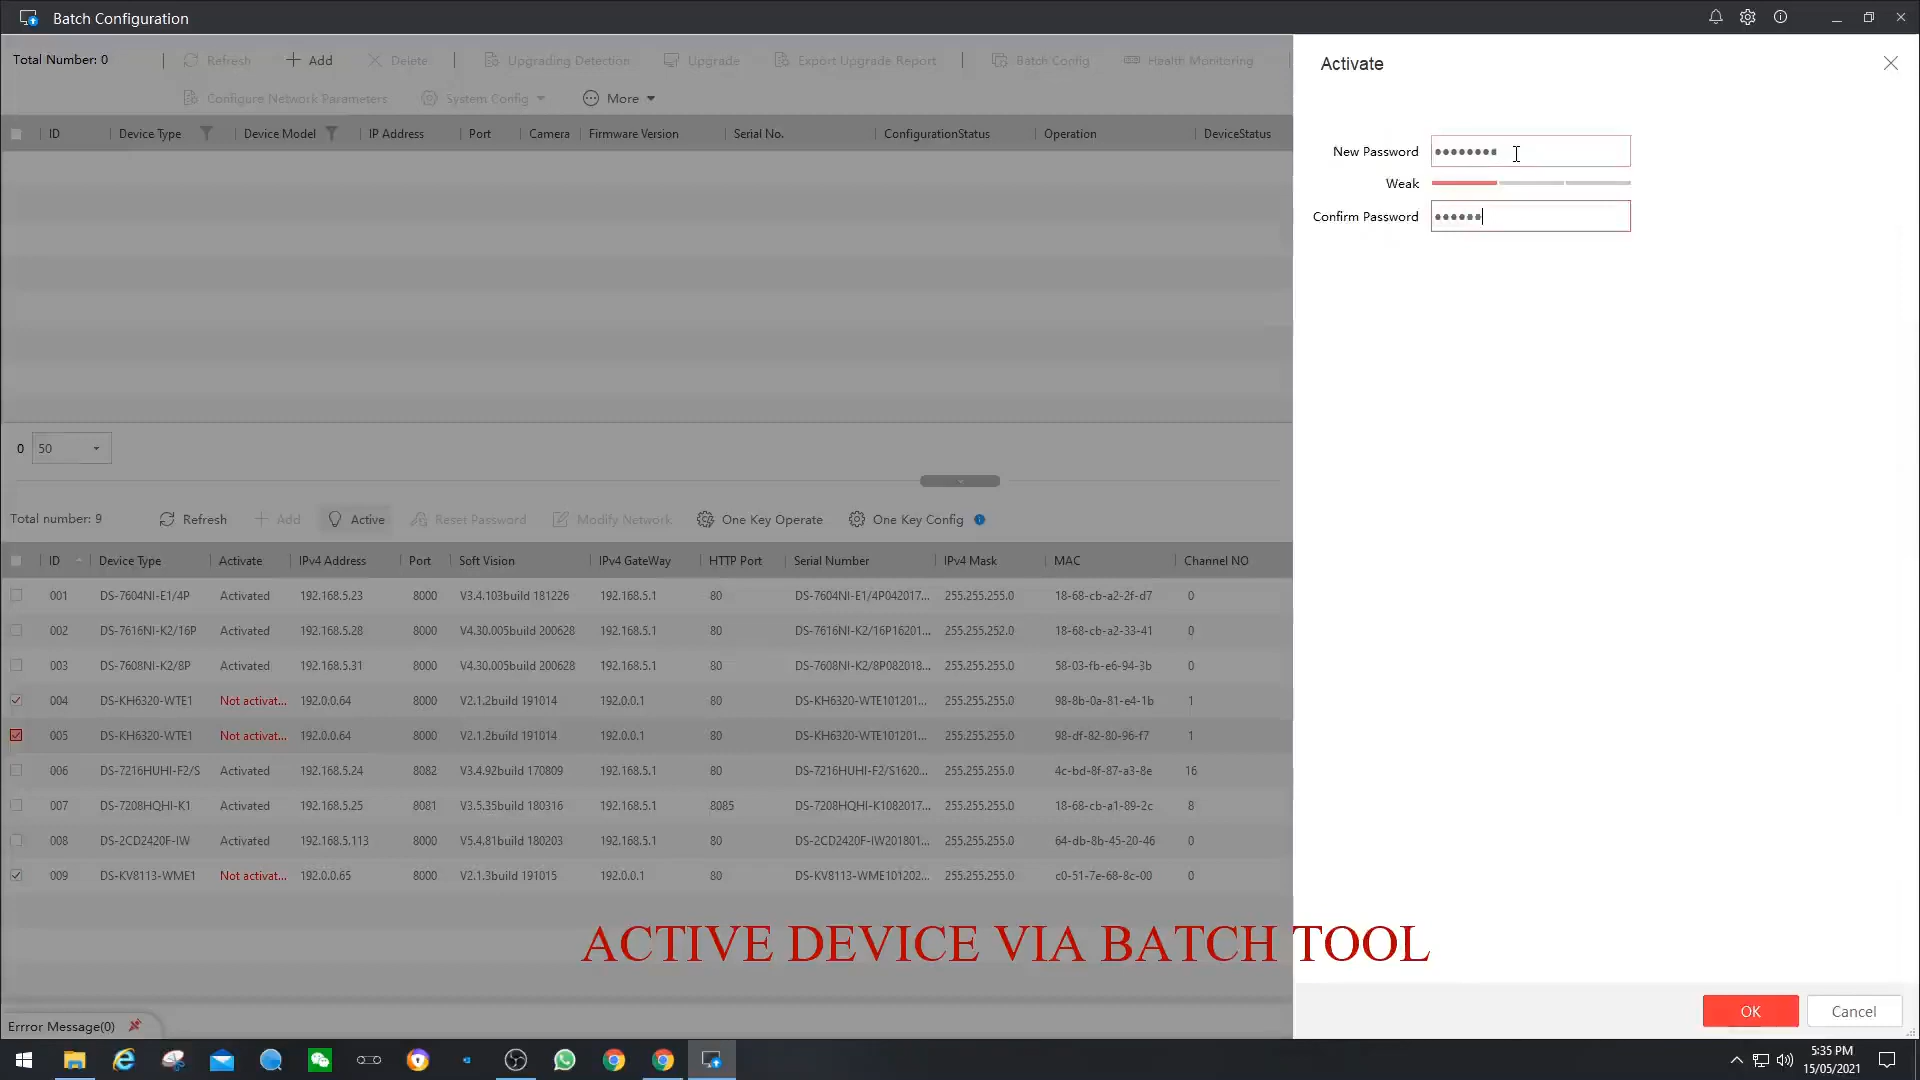 Batch Configuration
Total Number: 0
Refresh
Add
Delete
Upgrading Detection
Upgrade
Export Upgrade Report
Batch Config
Health Monitoring
Configure Network Parameters
System Config
More
ID Device Type Device Model IP Address Port Camera Firmware Version Serial No. ConfigurationStatus Operation DeviceStatus
0 50
Total number: 9
Refresh
Add
Active
Reset Password
Modify Network
One Key Operate
One Key Config
ID Device Type Activate IPv4 Address Port Soft Vision IPv4 GateWay HTTP Port Serial Number IPv4 Mask MAC Channel NO
001 DS-7604NI-E1/4P Activated 192.168.5.23 8000 V3.4.103build 181226 192.168.5.1 80 DS-7604NI-E1/4P042017... 255.255.255.0 18-68-cb-a2-2f-d7 0
002 DS-7616NI-K2/16P Activated 192.168.5.28 8000 V4.30.005build 200628 192.168.5.1 80 DS-7616NI-K2/16P16201... 255.255.252.0 18-68-cb-a2-33-41 0
003 DS-7608NI-K2/8P Activated 192.168.5.31 8000 V4.30.005build 200628 192.168.5.1 80 DS-7608NI-K2/8P082018... 255.255.255.0 58-03-fb-e6-94-3b 0
004 DS-KH6320-WTE1 Not activat... 192.0.0.64 8000 V2.1.2build 191014 192.0.0.1 80 DS-KH6320-WTE101201... 255.255.255.0 98-8b-0a-81-e4-1b 1
005 DS-KH6320-WTE1 Not activat... 192.0.0.64 8000 V2.1.2build 191014 192.0.0.1 80 DS-KH6320-WTE101201... 255.255.255.0 98-df-82-80-96-f7 1
006 DS-7216HUHI-F2/S Activated 192.168.5.24 8082 V3.4.92build 170809 192.168.5.1 80 DS-7216HUHI-F2/S1620... 255.255.255.0 4c-bd-8f-87-a3-8e 16
007 DS-7208HQHI-K1 Activated 192.168.5.25 8081 V3.5.35build 180316 192.168.5.1 8085 DS-7208HQHI-K1082017... 255.255.255.0 18-68-cb-a1-89-2c 8
008 DS-2CD2420F-IW Activated 192.168.5.113 8000 V5.4.81build 180203 192.168.5.1 80 DS-2CD2420F-IW201801... 255.255.255.0 64-db-8b-45-20-46 0
009 DS-KV8113-WME1 Not activat... 192.0.0.65 8000 V2.1.3build 191015 192.0.0.1 80 DS-KV8113-WME101202... 255.255.255.0 c0-51-7e-68-8c-00 0
Activate
New Password ••••••••
Weak
Confirm Password ••••••
ACTIVE DEVICE VIA BATCH TOOL
OK
Cancel
Errror Message(0)
5:35 PM
15/05/2021